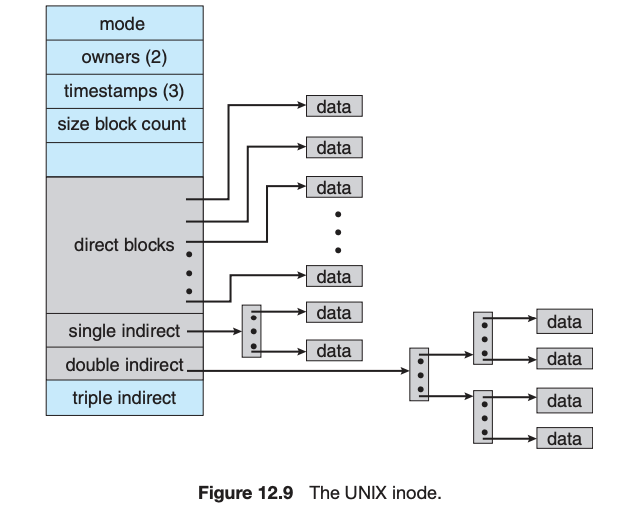 mode
owners (2)
timestamps (3)
size block count
direct blocks
single indirect
double indirect
triple indirect
data
data
data
data
data
data
data
data
data
data
Figure 12.9 The UNIX inode.